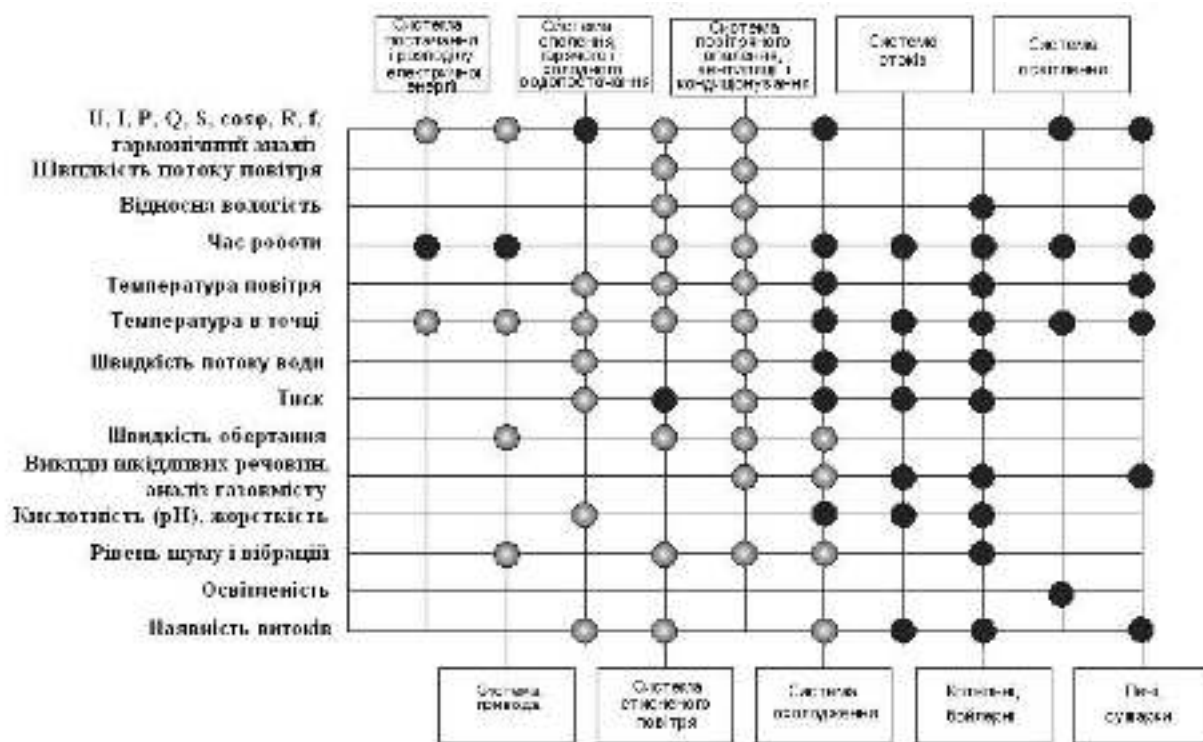 Система
постачання
і розподілу
електричної
енергії
Система
опалення,
гарячого і
холодного
водопостачання
Система
повітряного
опалення,
вентиляції і
кондиціонування
Система
стоків
Система
освітлення
U, I, P, Q, S, cosφ, R, f,
гармонічний аналіз
Швидкість потоку повітря
Відносна вологість
Час роботи
Температура повітря
Температура в точці
Швидкість потоку води
Тиск
Швидкість обертання
Викиди шкідливих речовин,
аналіз газовмісту
Кислотність (pH), жорсткість
Рівень шуму і вібрацій
Освітленість
Наявність витоків
Система
привода
Система
стисненого
повітря
Система
охолодження
Котельні,
бойлерні
Печі,
сушарки